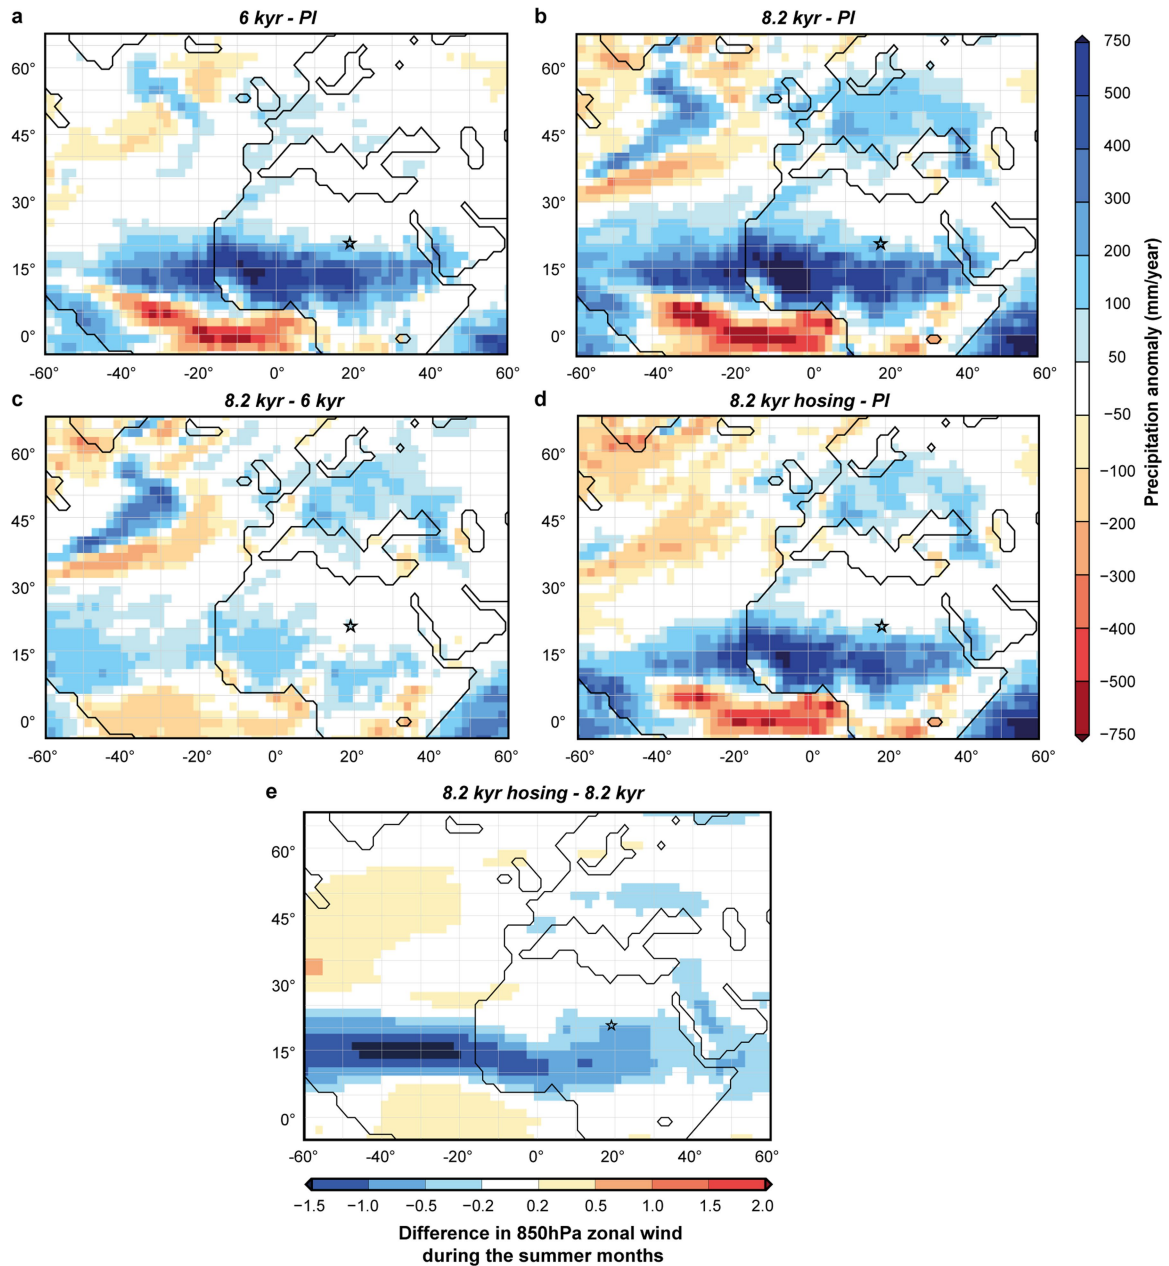 a
6 kyr - PI
60°
45°
30°
15°
0°
-60° -40° -20° 0° 20° 40° 60°
b
8.2 kyr - PI
60°
45°
30°
15°
0°
-60° -40° -20° 0° 20° 40° 60°
c
8.2 kyr - 6 kyr
60°
45°
30°
15°
0°
-60° -40° -20° 0° 20° 40° 60°
d
8.2 kyr hosing - PI
60°
45°
30°
15°
0°
-60° -40° -20° 0° 20° 40° 60°
750
500
400
300
200
100
50
−50
−100
−200
−300
−400
−500
−750
Precipitation anomaly (mm/year)
e
8.2 kyr hosing - 8.2 kyr
60°
45°
30°
15°
0°
-60° -40° -20° 0° 20° 40° 60°
−1.5 −1.0 −0.5 −0.2 0.2 0.5 1.0 1.5 2.0
Difference in 850hPa zonal wind
during the summer months